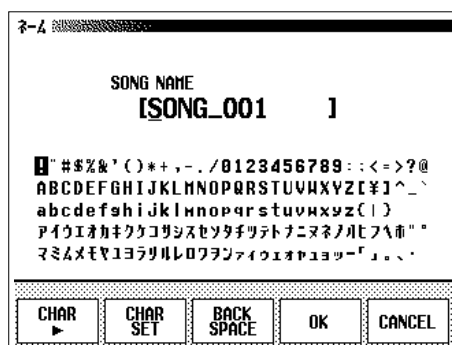 ネーム
SONG NAME
[SONG_001 ]
!"#$%&'()*+,-./0123456789:;<=>?@
ABCDEFGHIJKLMNOPQRSTUVWXYZ[¥]^_`
abcdefghijklmnopqrstuvwxyz{|}
アイウエオカキクケコサシスセソタチツテトナニヌネノハヒフヘホ"°
マミムメモヤユヨラリルレロワヲンァィゥェォャュョッー「」。、・
CHAR ▶
CHAR SET
BACK SPACE
OK
CANCEL